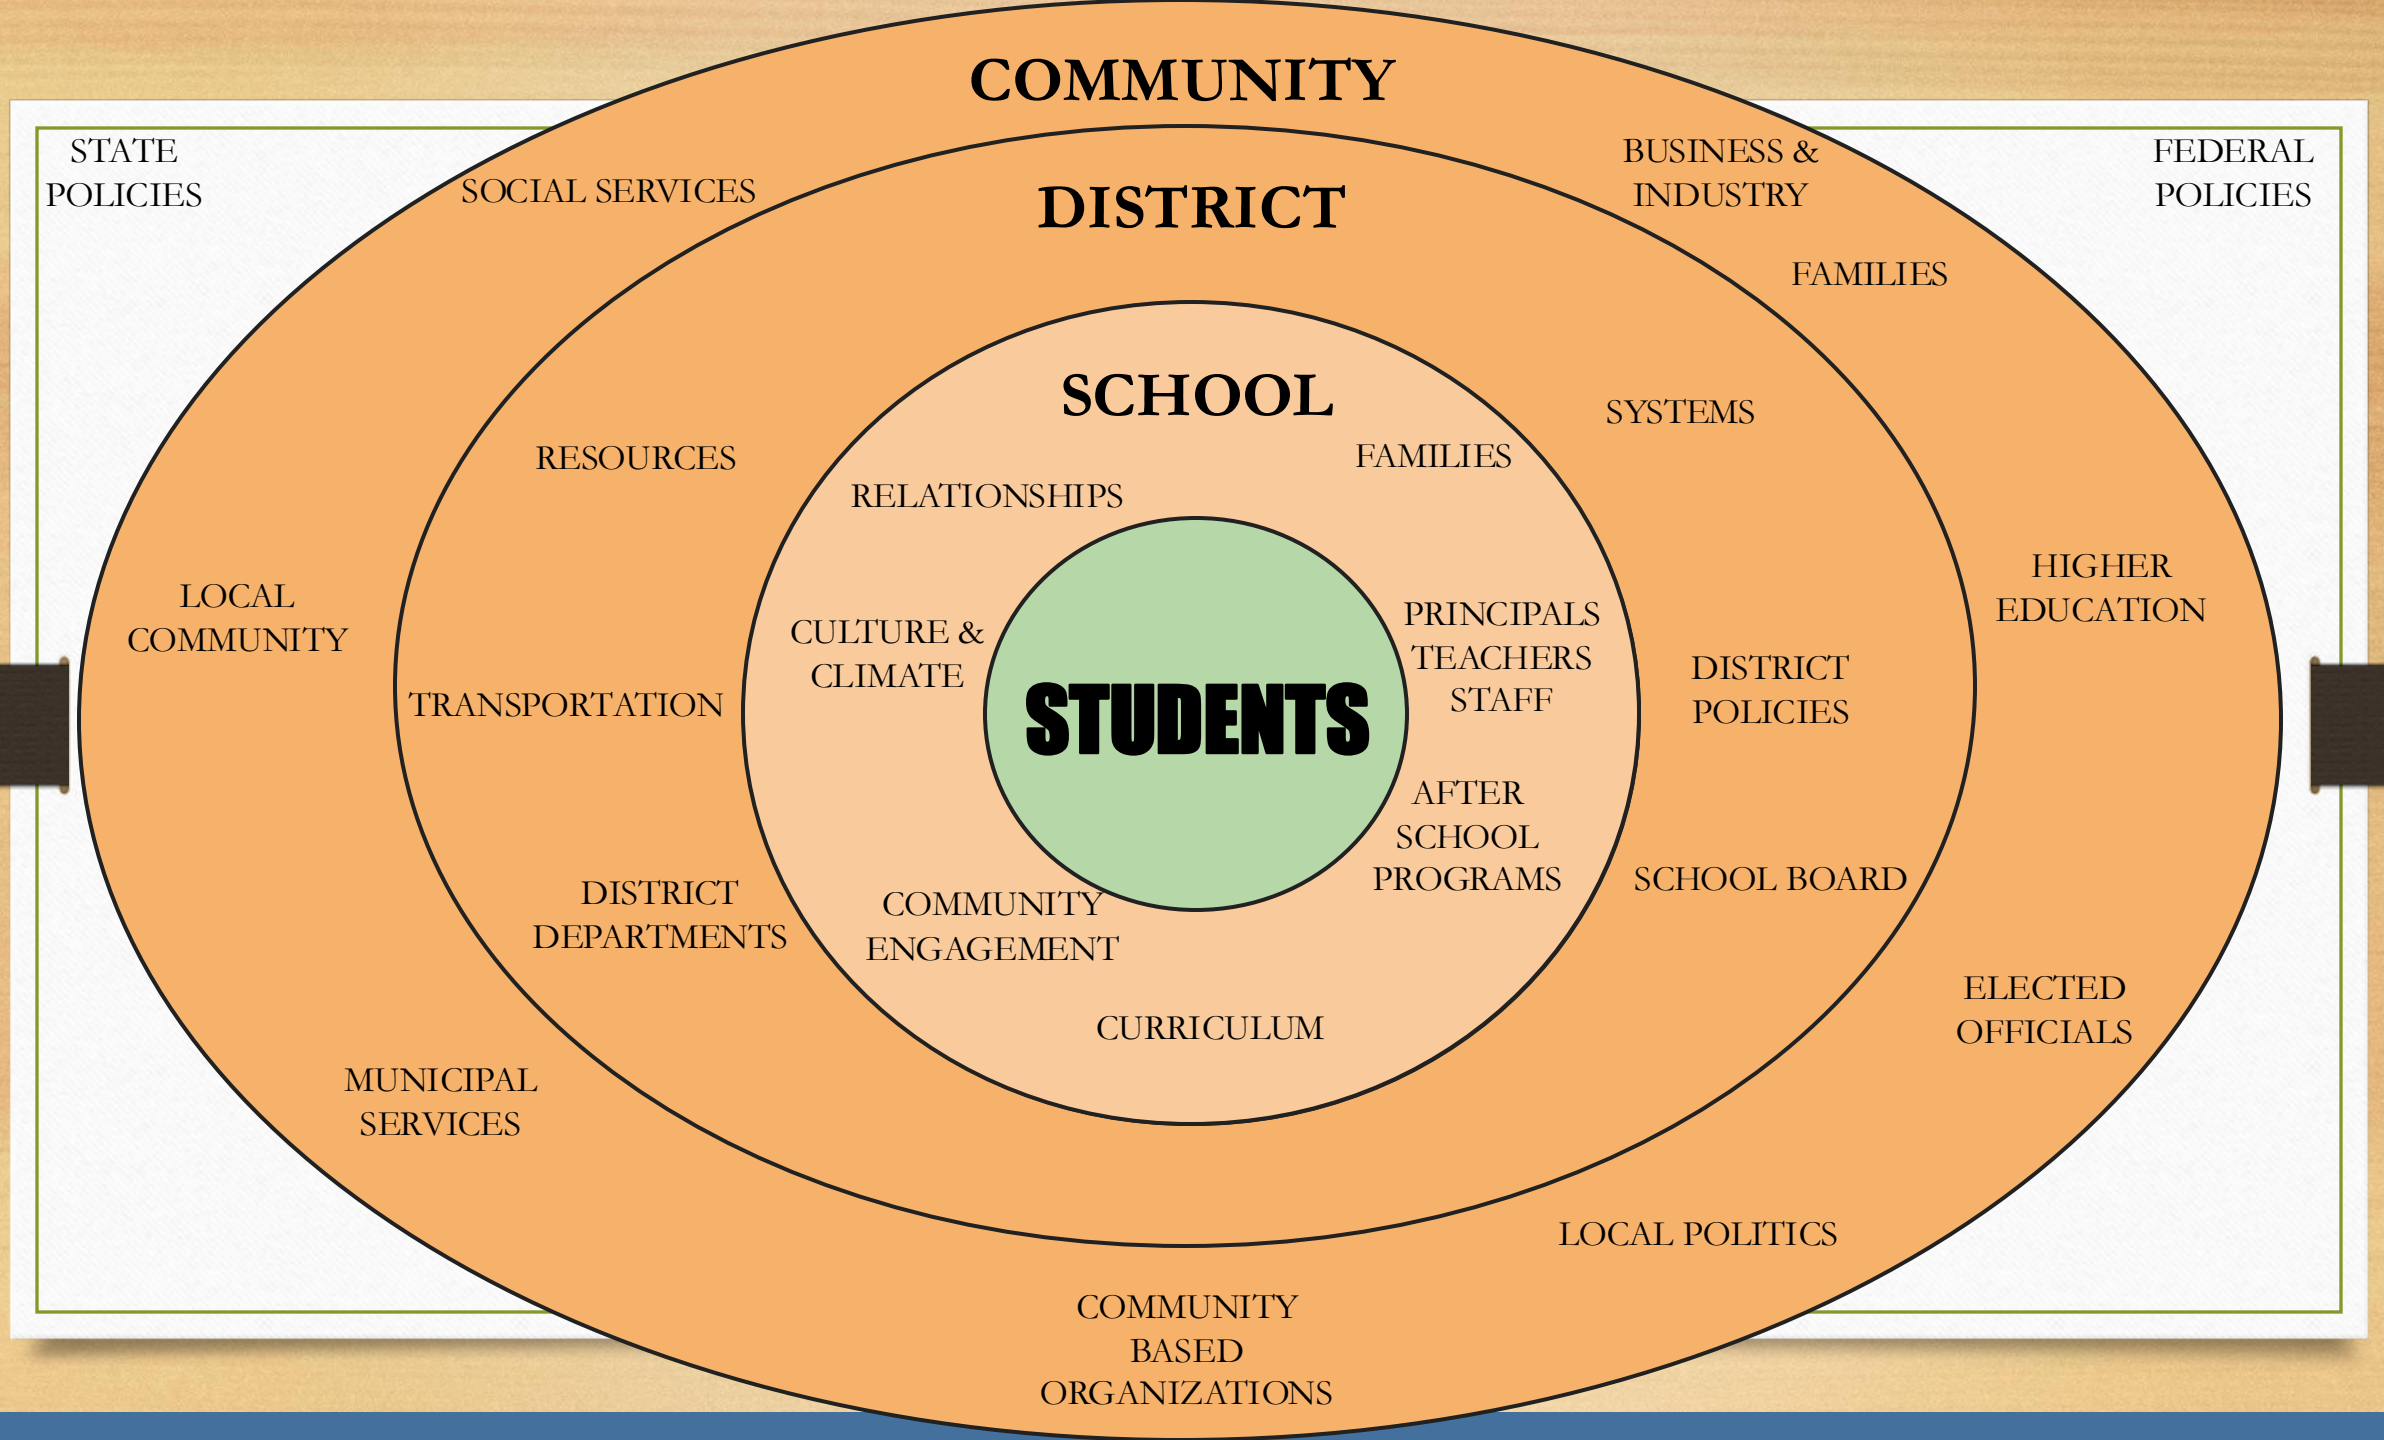 COMMUNITY
STATE
POLICIES
SOCIAL SERVICES
BUSINESS &
INDUSTRY
FEDERAL
POLICIES
DISTRICT
FAMILIES
SCHOOL
SYSTEMS
RESOURCES
FAMILIES
RELATIONSHIPS
LOCAL
COMMUNITY
HIGHER
EDUCATION
CULTURE &
CLIMATE
PRINCIPALS
TEACHERS
STAFF
DISTRICT
POLICIES
TRANSPORTATION
STUDENTS
AFTER
SCHOOL
PROGRAMS
SCHOOL BOARD
DISTRICT
DEPARTMENTS
COMMUNITY
ENGAGEMENT
ELECTED
OFFICIALS
CURRICULUM
MUNICIPAL
SERVICES
LOCAL POLITICS
COMMUNITY
BASED
ORGANIZATIONS